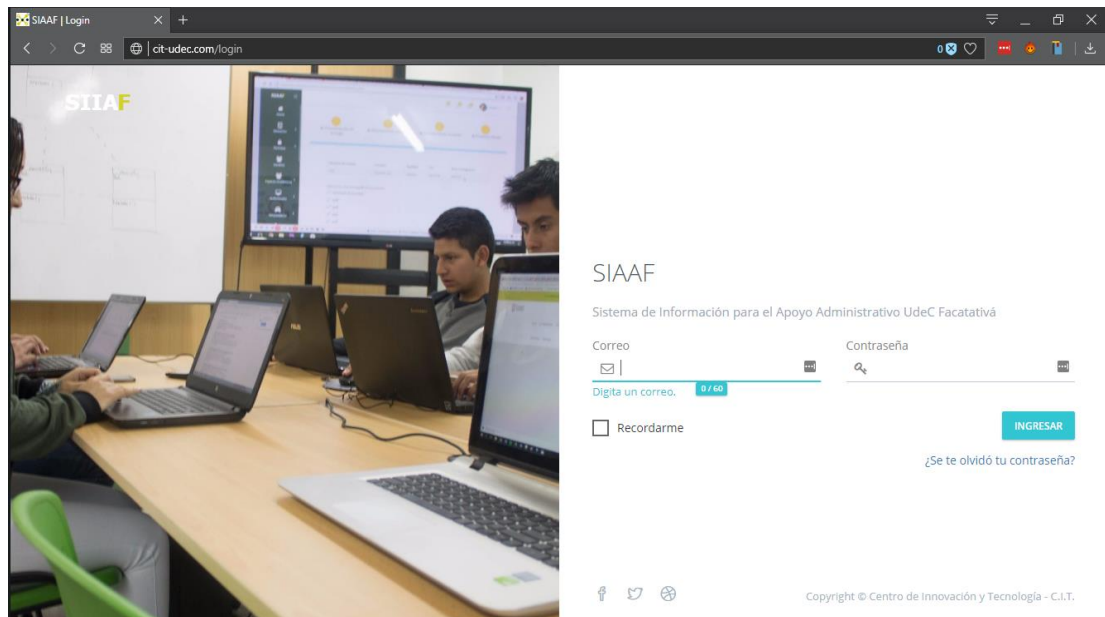 SIAAF | Login
cit-udec.com/login
0
SIIAF
SIAAF
Sistema de Información para el Apoyo Administrativo UdeC Facatativá
Correo
Contraseña
Digita un correo.
0 / 60
Recordarme
INGRESAR
¿Se te olvidó tu contraseña?
Copyright © Centro de Innovación y Tecnología - C.I.T.